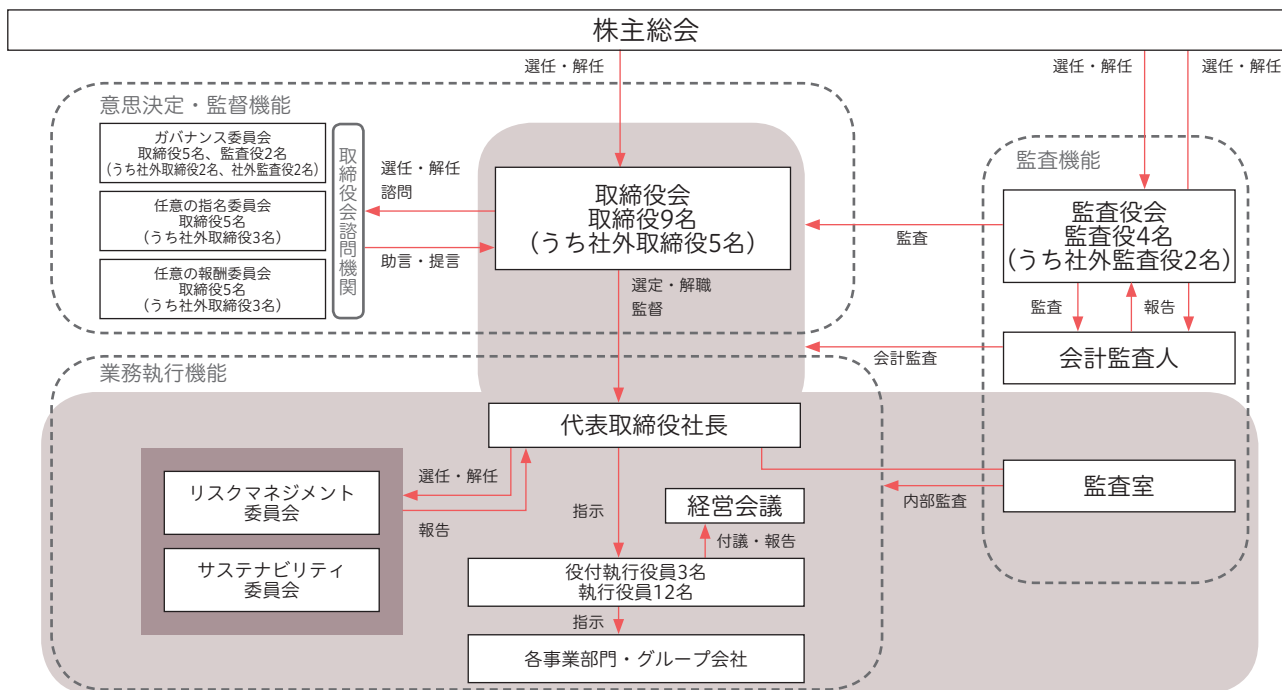 株主総会
選任・解任
選任・解任
選任・解任
意思決定・監督機能
ガバナンス委員会
取締役5名、監査役2名
(うち社外取締役2名、社外監査役2名)
任意の指名委員会
取締役5名
(うち社外取締役3名)
任意の報酬委員会
取締役5名
(うち社外取締役3名)
取締役会諮問機関
選任・解任
諮問
助言・提言
取締役会
取締役9名
(うち社外取締役5名)
選定・解職
監督
監査
監査機能
監査役会
監査役4名
(うち社外監査役2名)
監査
報告
会計監査
会計監査人
業務執行機能
代表取締役社長
リスクマネジメント
委員会
サステナビリティ
委員会
選任・解任
報告
指示
経営会議
付議・報告
役付執行役員3名
執行役員12名
指示
各事業部門・グループ会社
内部監査
監査室